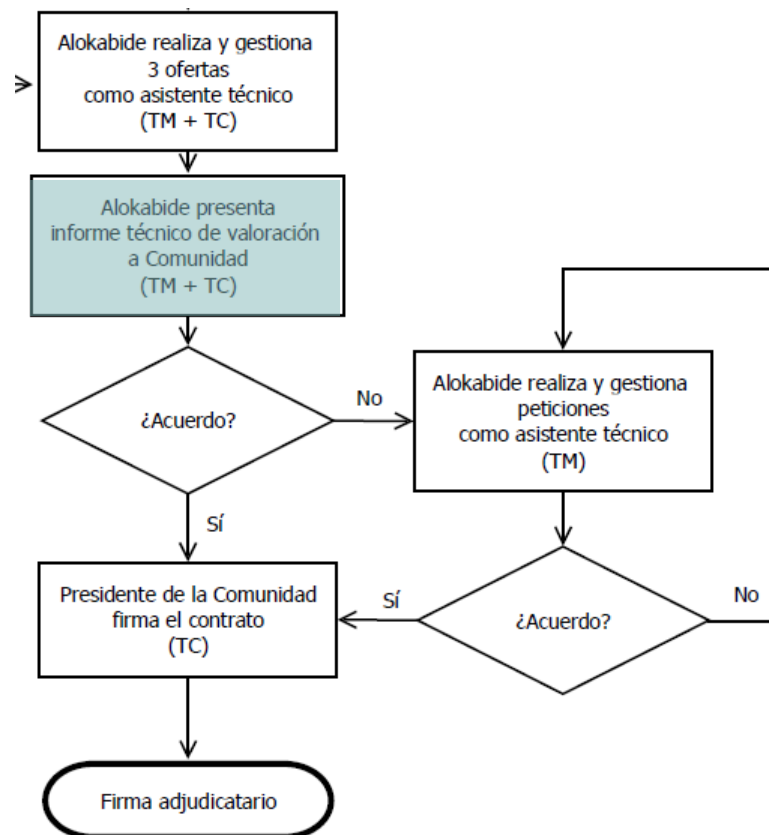 Alokabide realiza y gestiona
3 ofertas
como asistente técnico
(TM + TC)
Alokabide presenta
informe técnico de valoración
a Comunidad
(TM + TC)
¿Acuerdo?
No
Alokabide realiza y gestiona
peticiones
como asistente técnico
(TM)
Sí
Presidente de la Comunidad
firma el contrato
(TC)
Sí
¿Acuerdo?
No
Firma adjudicatario